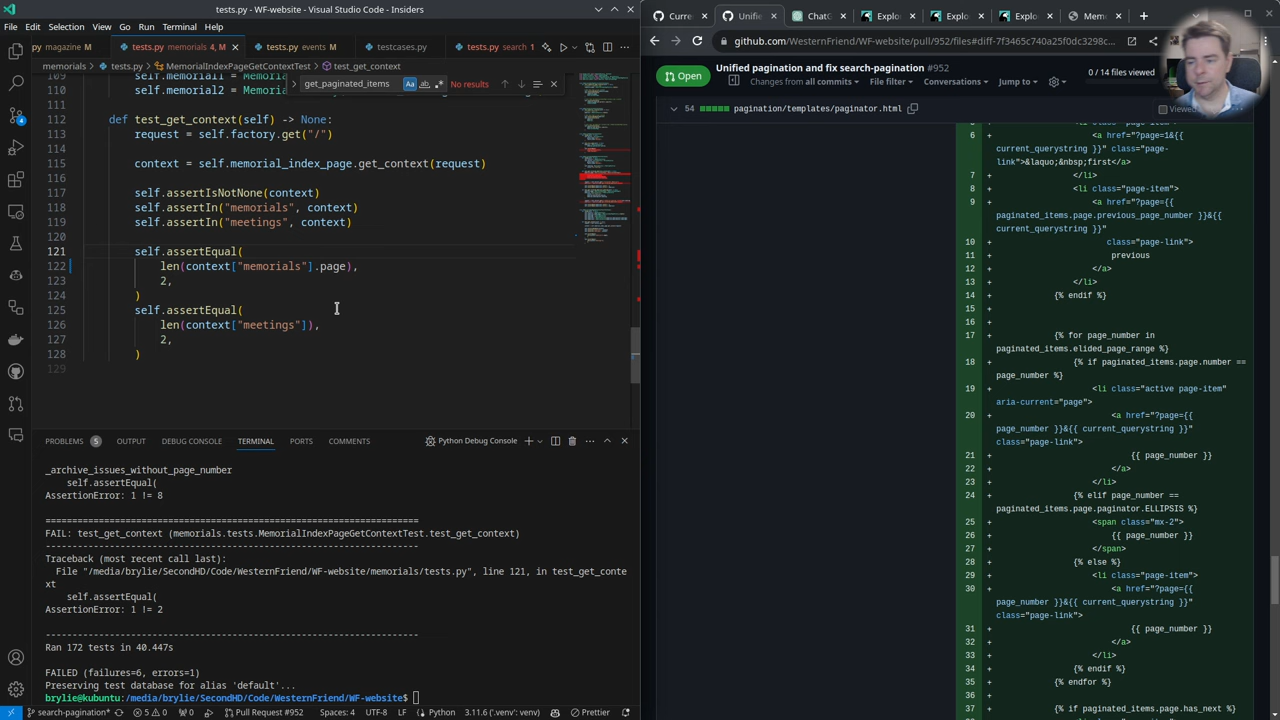 tests.py - WF-website - Visual Studio Code - Insiders
File Edit Selection View Go Run Terminal Help
py magazine M
tests.py memorials 4, M
tests.py events M
testcases.py
tests.py search 1
memorials > tests.py > MemorialIndexPageGetContextTest > test_get_context
get_paginated_items
Aa ab .*
No results
110 self.memorial2 = Memor
111
112 def test_get_context(self) -> None:
113 request = self.factory.get("/")
114
115 context = self.memorial_index_page.get_context(request)
116
117 self.assertIsNotNone(context)
118 self.assertIn("memorials", context)
119 self.assertIn("meetings", context)
120
121 self.assertEqual(
122 len(context["memorials"].page),
123 2,
124 )
125 self.assertEqual(
126 len(context["meetings"]),
127 2,
128 )
129
PROBLEMS 5 OUTPUT DEBUG CONSOLE TERMINAL PORTS COMMENTS
Python Debug Console
_archive_issues_without_page_number
self.assertEqual(
AssertionError: 1 != 8
======================================================================
FAIL: test_get_context (memorials.tests.MemorialIndexPageGetContextTest.test_get_context)
----------------------------------------------------------------------
Traceback (most recent call last):
File "/media/brylie/SecondHD/Code/WesternFriend/WF-website/memorials/tests.py", line 121, in test_get_conte
xt
self.assertEqual(
AssertionError: 1 != 2
----------------------------------------------------------------------
Ran 172 tests in 40.447s
FAILED (failures=6, errors=1)
Preserving test database for alias 'default'...
brylie@kubuntu:/media/brylie/SecondHD/Code/WesternFriend/WF-website$
search-pagination* 5 0 0 Pull Request #952 Spaces: 4 UTF-8 LF Python 3.11.6 ('.venv': venv) Prettier
Curre
Unifie
ChatG
Explo
Explo
Explo
Mem
github.com/WesternFriend/WF-website/pull/952/files#diff-7f3465c740a25f0dc3298c...
Open
Unified pagination and fix search-pagination #952
0 / 14 files viewed
Changes from all commits File filter Conversations Jump to
54 pagination/templates/paginator.html
Viewed
6 + <a href="?page=1&{{
current_querystring }}" class="page-
link">&laquo;&nbsp;first</a>
7 + </li>
8 + <li class="page-item">
9 + <a href="?page={{
paginated_items.page.previous_page_number }}&{{
current_querystring }}"
10 + class="page-link">
11 + previous
12 + </a>
13 + </li>
14 + {% endif %}
15 +
16 +
17 + {% for page_number in
paginated_items.elided_page_range %}
18 + {% if paginated_items.page.number ==
page_number %}
19 + <li class="active page-item"
aria-current="page">
20 + <a href="?page={{
page_number }}&{{ current_querystring }}"
class="page-link">
21 + {{ page_number }}
22 + </a>
23 + </li>
24 + {% elif page_number ==
paginated_items.page.paginator.ELLIPSIS %}
25 + <span class="mx-2">
26 + {{ page_number }}
27 + </span>
28 + {% else %}
29 + <li class="page-item">
30 + <a href="?page={{
page_number }}&{{ current_querystring }}"
class="page-link">
31 + {{ page_number }}
32 + </a>
33 + </li>
34 + {% endif %}
35 + {% endfor %}
36 +
37 + {% if paginated_items.page.has_next %}